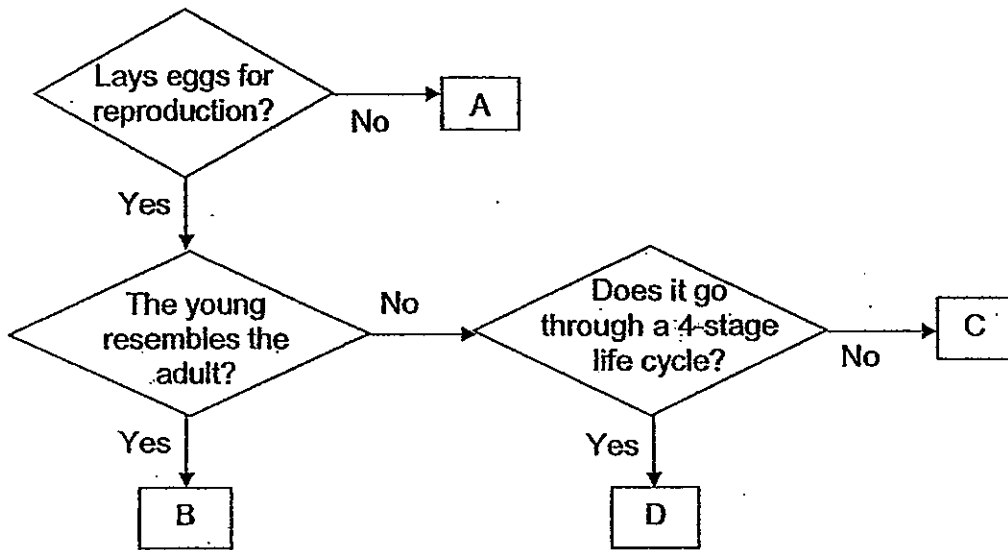 Lays eggs for
reproduction?
No
A
Yes
The young
resembles the
adult?
No
Does it go
through a 4-stage
life cycle?
No
C
Yes
B
Yes
D